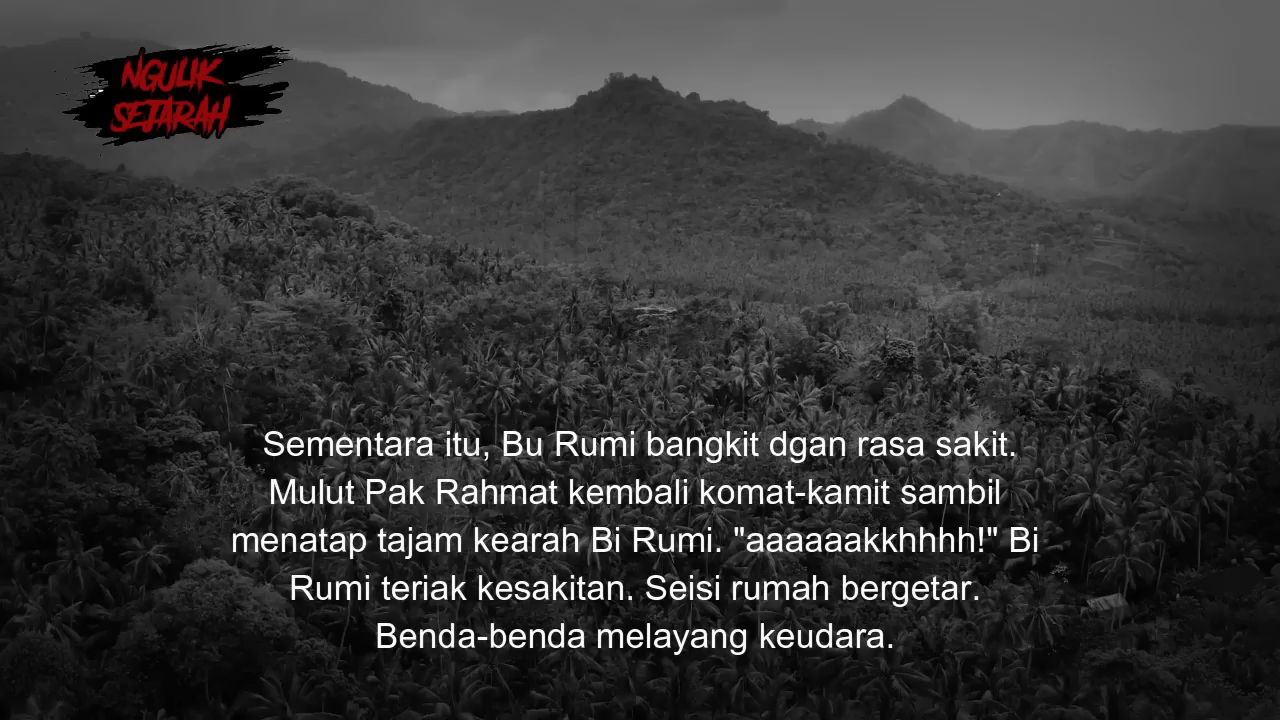 NGULIK
SEJARAH
Sementara itu, Bu Rumi bangkit dgan rasa sakit.
Mulut Pak Rahmat kembali komat-kamit sambil
menatap tajam kearah Bi Rumi. "aaaaaakkhhhh!" Bi
Rumi teriak kesakitan. Seisi rumah bergetar.
Benda-benda melayang keudara.